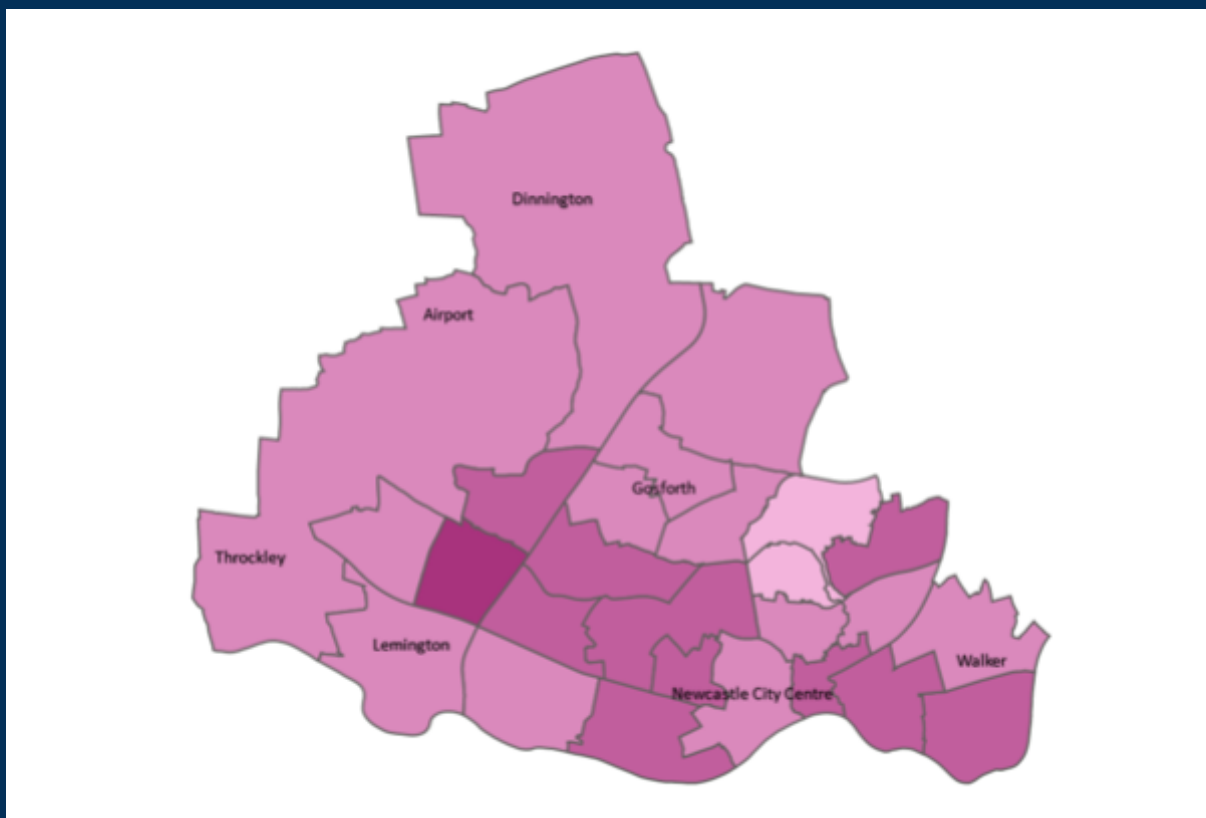 Dinnington
Airport
Gosforth
Throckley
Lemington
Walker
Newcastle City Centre